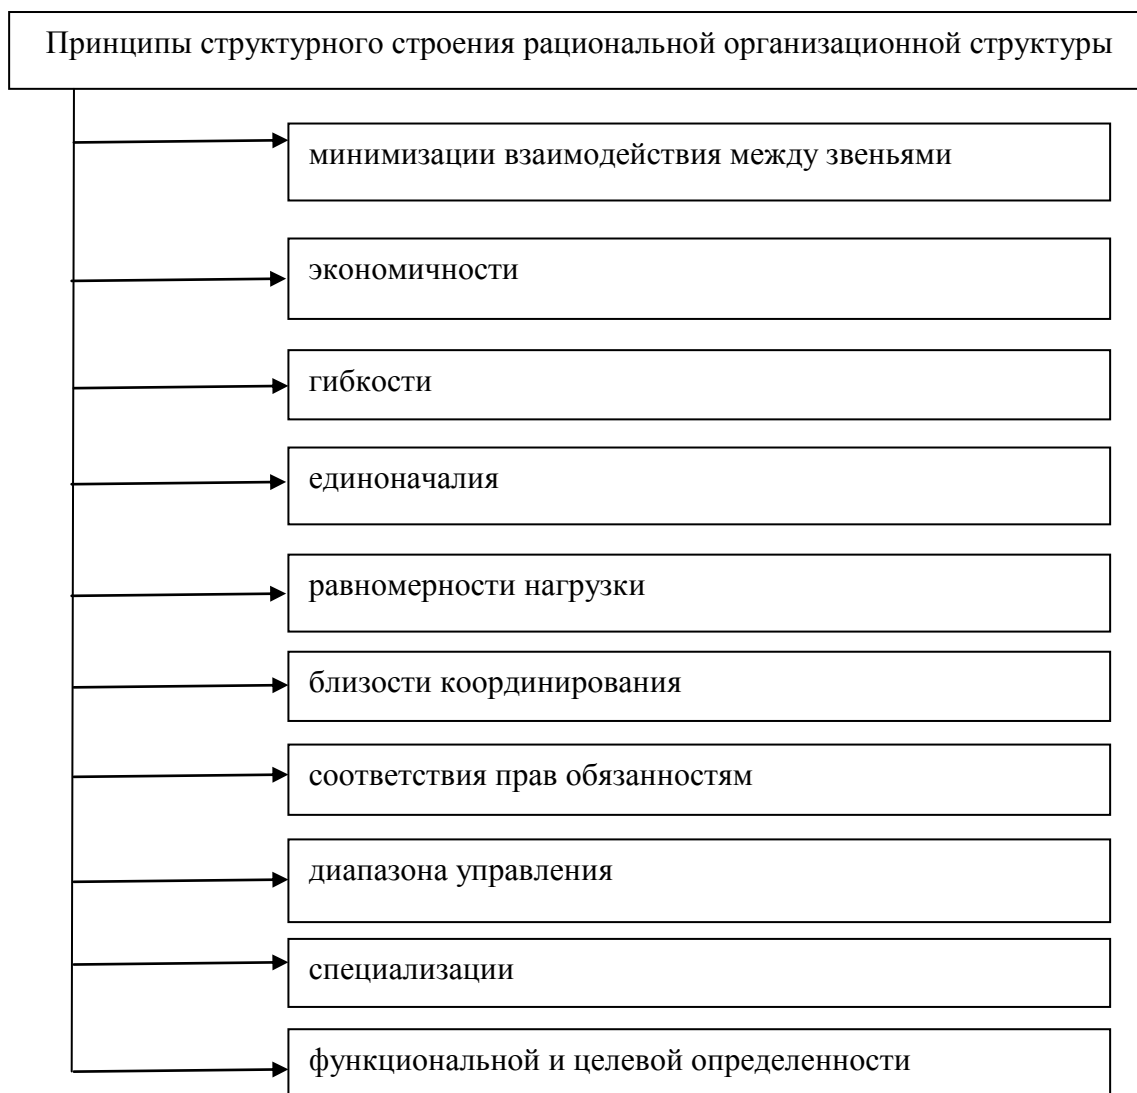 Принципы структурного строения рациональной организационной структуры
минимизации взаимодействия между звеньями
экономичности
гибкости
единоначалия
равномерности нагрузки
близости координирования
соответствия прав обязанностям
диапазона управления
специализации
функциональной и целевой определенности